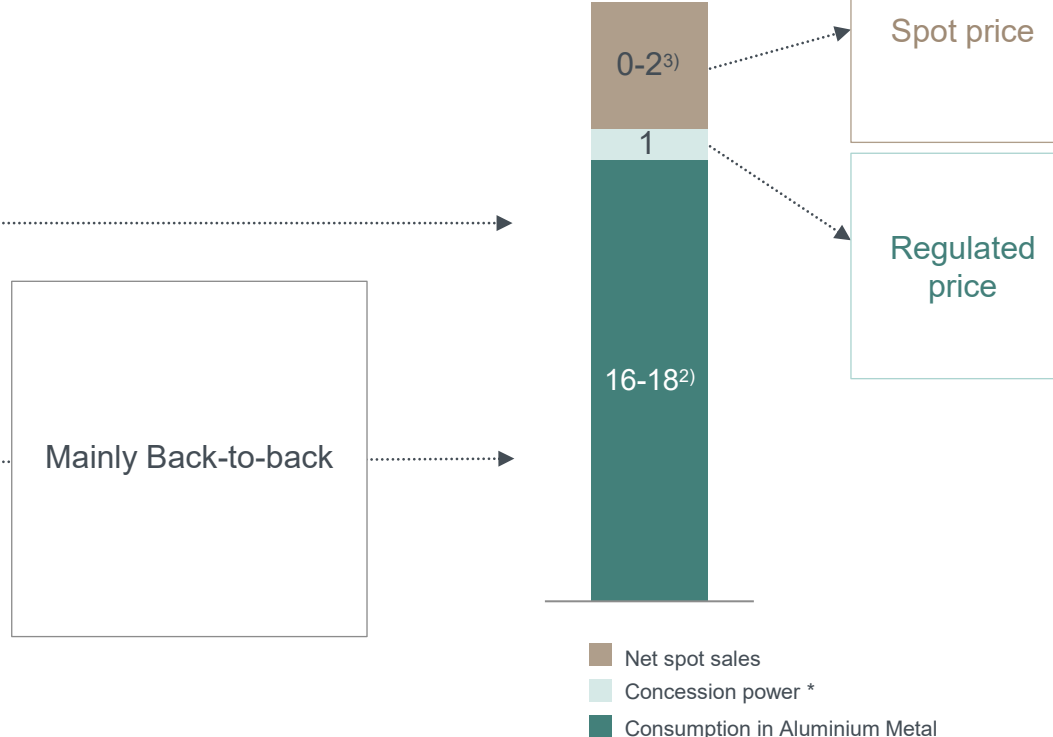 Spot price
0-2³⁾
1
Regulated
price
16-18²⁾
Mainly Back-to-back
Net spot sales
Concession power *
Consumption in Aluminium Metal